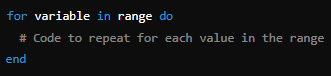 for variable in range do
  # Code to repeat for each value in the range
end